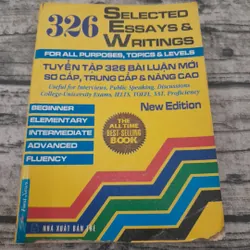 326 SELECTED
ESSAYS &
WRITINGS
FOR ALL PURPOSES, TOPICS & LEVELS
TUYỂN TẬP 326 BÀI LUẬN MỚI
SƠ CẤP, TRUNG CẤP & NÂNG CAO
Useful for Interviews, Public Speaking, Discussions
College-University Exams, IELTS, TOEFL, SAT, Proficiency
New Edition
BEGINNER
ELEMENTARY
INTERMEDIATE
ADVANCED
FLUENCY
THE ALL TIME
BEST SELLING
BOOK
NHÀ XUẤT BẢN TRẺ